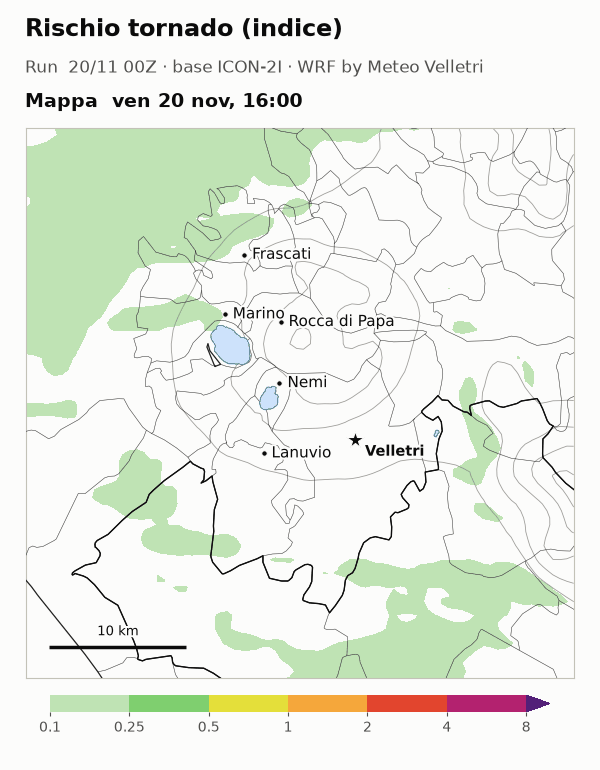 Rischio tornado (indice)
Run  20/11 00Z · base ICON-2I · WRF by Meteo Velletri
Mappa  ven 20 nov, 16:00
Frascati
Marino
Rocca di Papa
Nemi
Velletri
Lanuvio
10 km
0.1 0.25 0.5 1 2 4 8